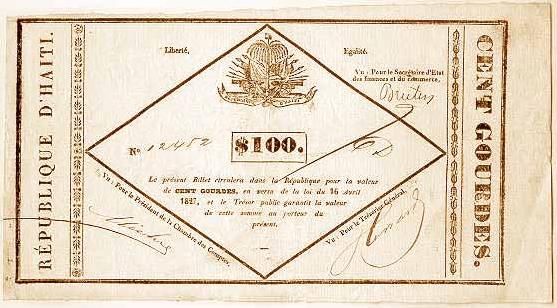 RÉPUBLIQUE D'HAITI.
Liberté,
Egalité.
Vu : Pour le Secrétaire d'Etat
des finances et du commerce,
No 12452
$100.
Le présent Billet circulera dans la République pour la valeur
de CENT GOURDES, en vertu de la loi du 16 Avril
1827, et le Trésor public garantit la valeur
de cette somme au porteur du
présent.
Vu : Pour le Président de la Chambre des Comptes,
Vu : Pour le Trésorier Général,
CENT GOURDES.